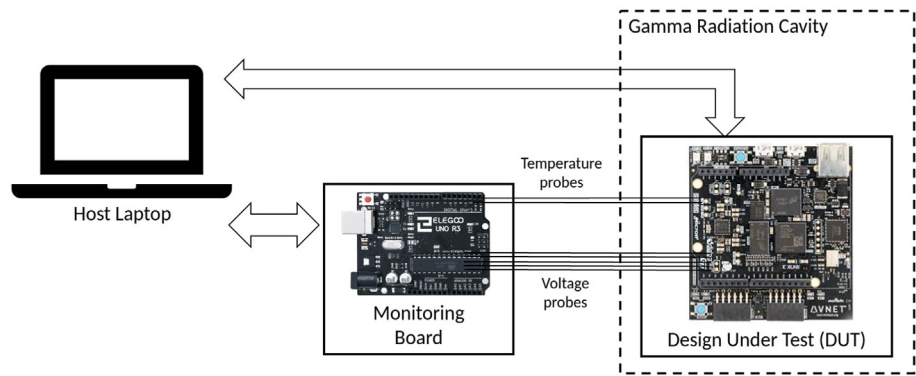 Gamma Radiation Cavity
Temperature
probes
Host Laptop
ELEGOO
UNO R3
Voltage
probes
Monitoring
Board
AVNET
Design Under Test (DUT)